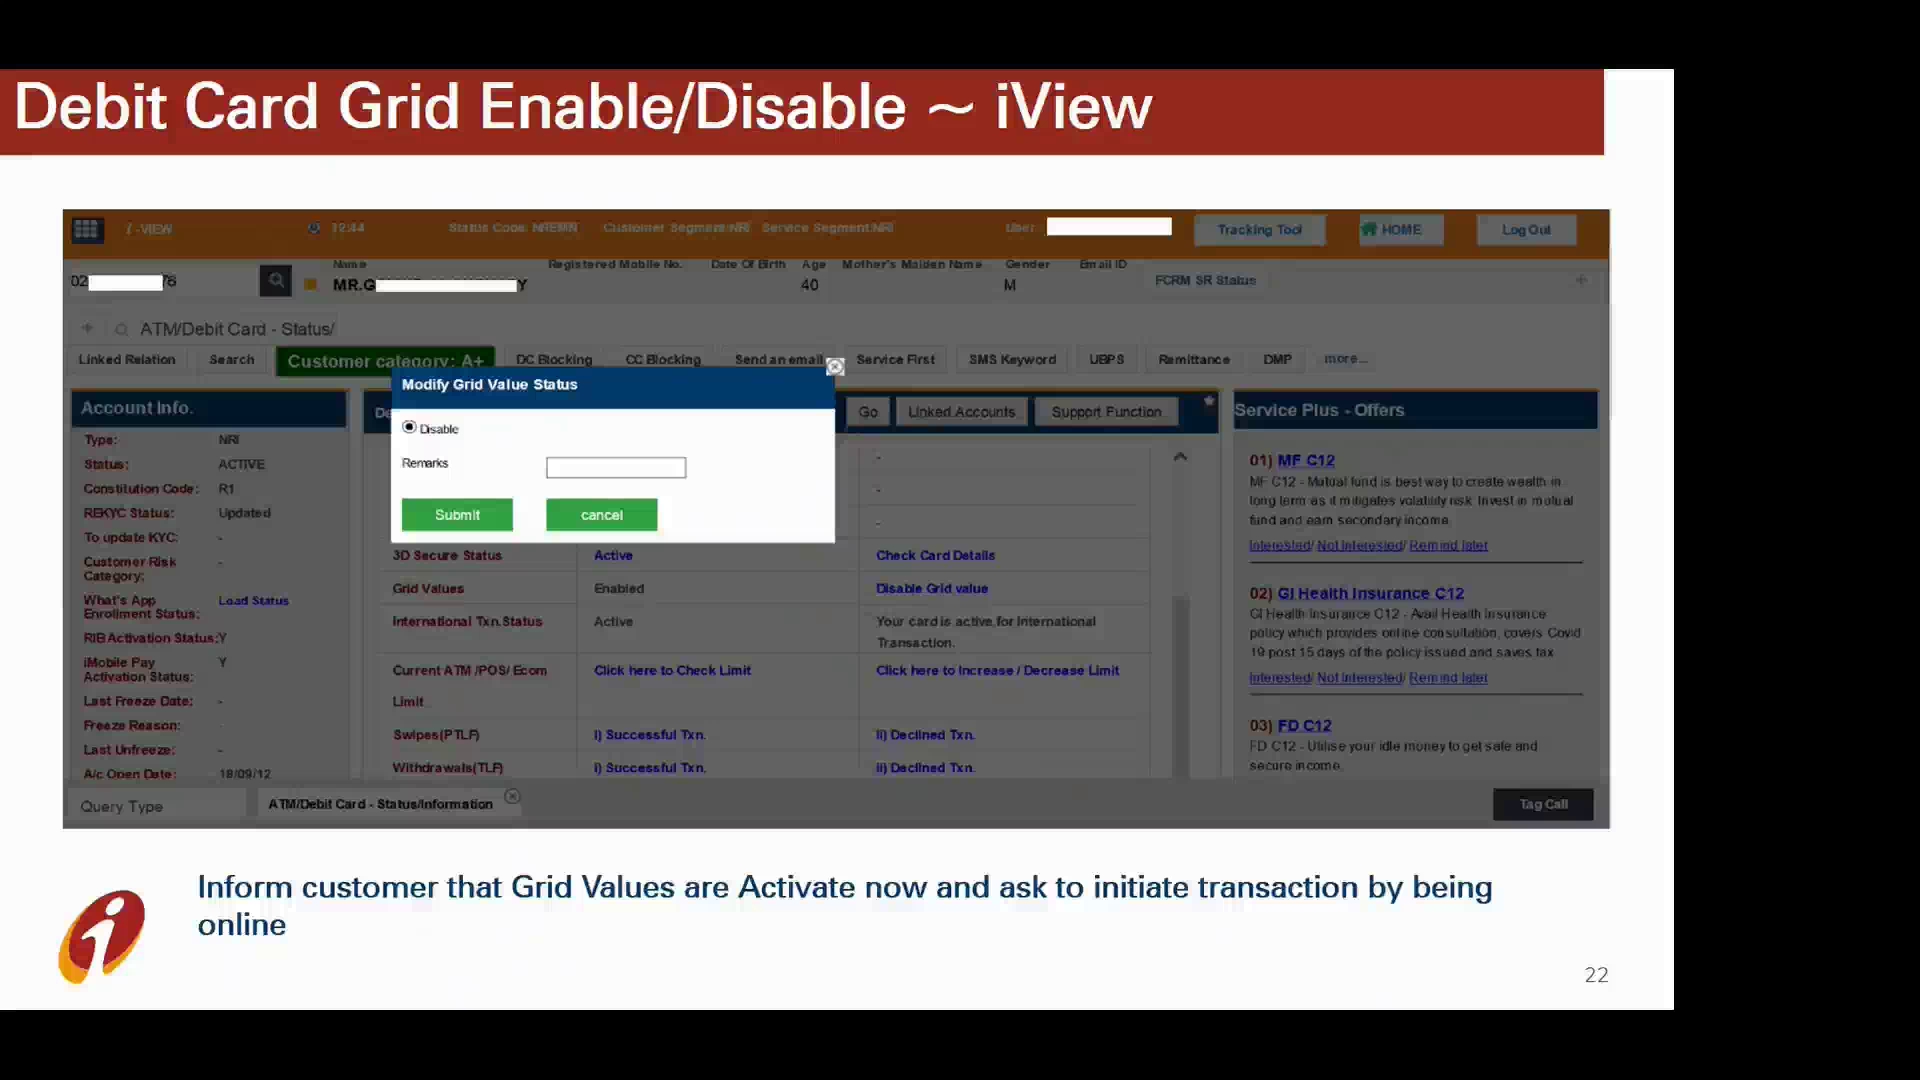 Debit Card Grid Enable/Disable ~ iView
i -VIEW 12:44 Status Code: NREMN Customer Segment:NRI Service Segment:NRI User Tracking Tool HOME Log Out
Name Registered Mobile No. Date Of Birth Age Mother's Maiden Name Gender Email ID
02 78 MR.G Y 40 M FCRM SR Status
ATM/Debit Card - Status/
Linked Relation Search Customer category: A+ DC Blocking CC Blocking Send an email Service First SMS Keyword UBPS Remittance DMP more...
Modify Grid Value Status
Disable
Remarks
Submit cancel
Account Info.
Type: NRI
Status: ACTIVE
Constitution Code: R1
REKYC Status: Updated
To update KYC: -
Customer Risk -
Category:
What's App Load Status
Enrollment Status:
RIB Activation Status:Y
iMobile Pay Y
Activation Status:
Last Freeze Date: -
Freeze Reason: -
Last Unfreeze: -
A/c Open Date: 18/09/12
De Go Linked Accounts Support Function
-
-
-
3D Secure Status Active Check Card Details
Grid Values Enabled Disable Grid value
International Txn.Status Active Your card is active,for International
Transaction.
Current ATM /POS/ Ecom Click here to Check Limit Click here to Increase / Decrease Limit
Limit
Swipes(PTLF) i) Successful Txn. ii) Declined Txn.
Withdrawals(TLF) i) Successful Txn. ii) Declined Txn.
Service Plus - Offers
01) MF C12
MF C12 - Mutual fund is best way to create wealth in
long term as it mitigates volatility risk. Invest in mutual
fund and earn secondary income.
Interested/ Not Interested/ Remind later
02) GI Health Insurance C12
GI Health Insurance C12 - Avail Health Insurance
policy which provides online consultation, covers Covid
19 post 15 days of the policy issued and saves tax
Interested/ Not Interested/ Remind later
03) FD C12
FD C12 - Utilise your idle money to get safe and
secure income.
Query Type ATM/Debit Card - Status/Information Tag Call
Inform customer that Grid Values are Activate now and ask to initiate transaction by being
online
22